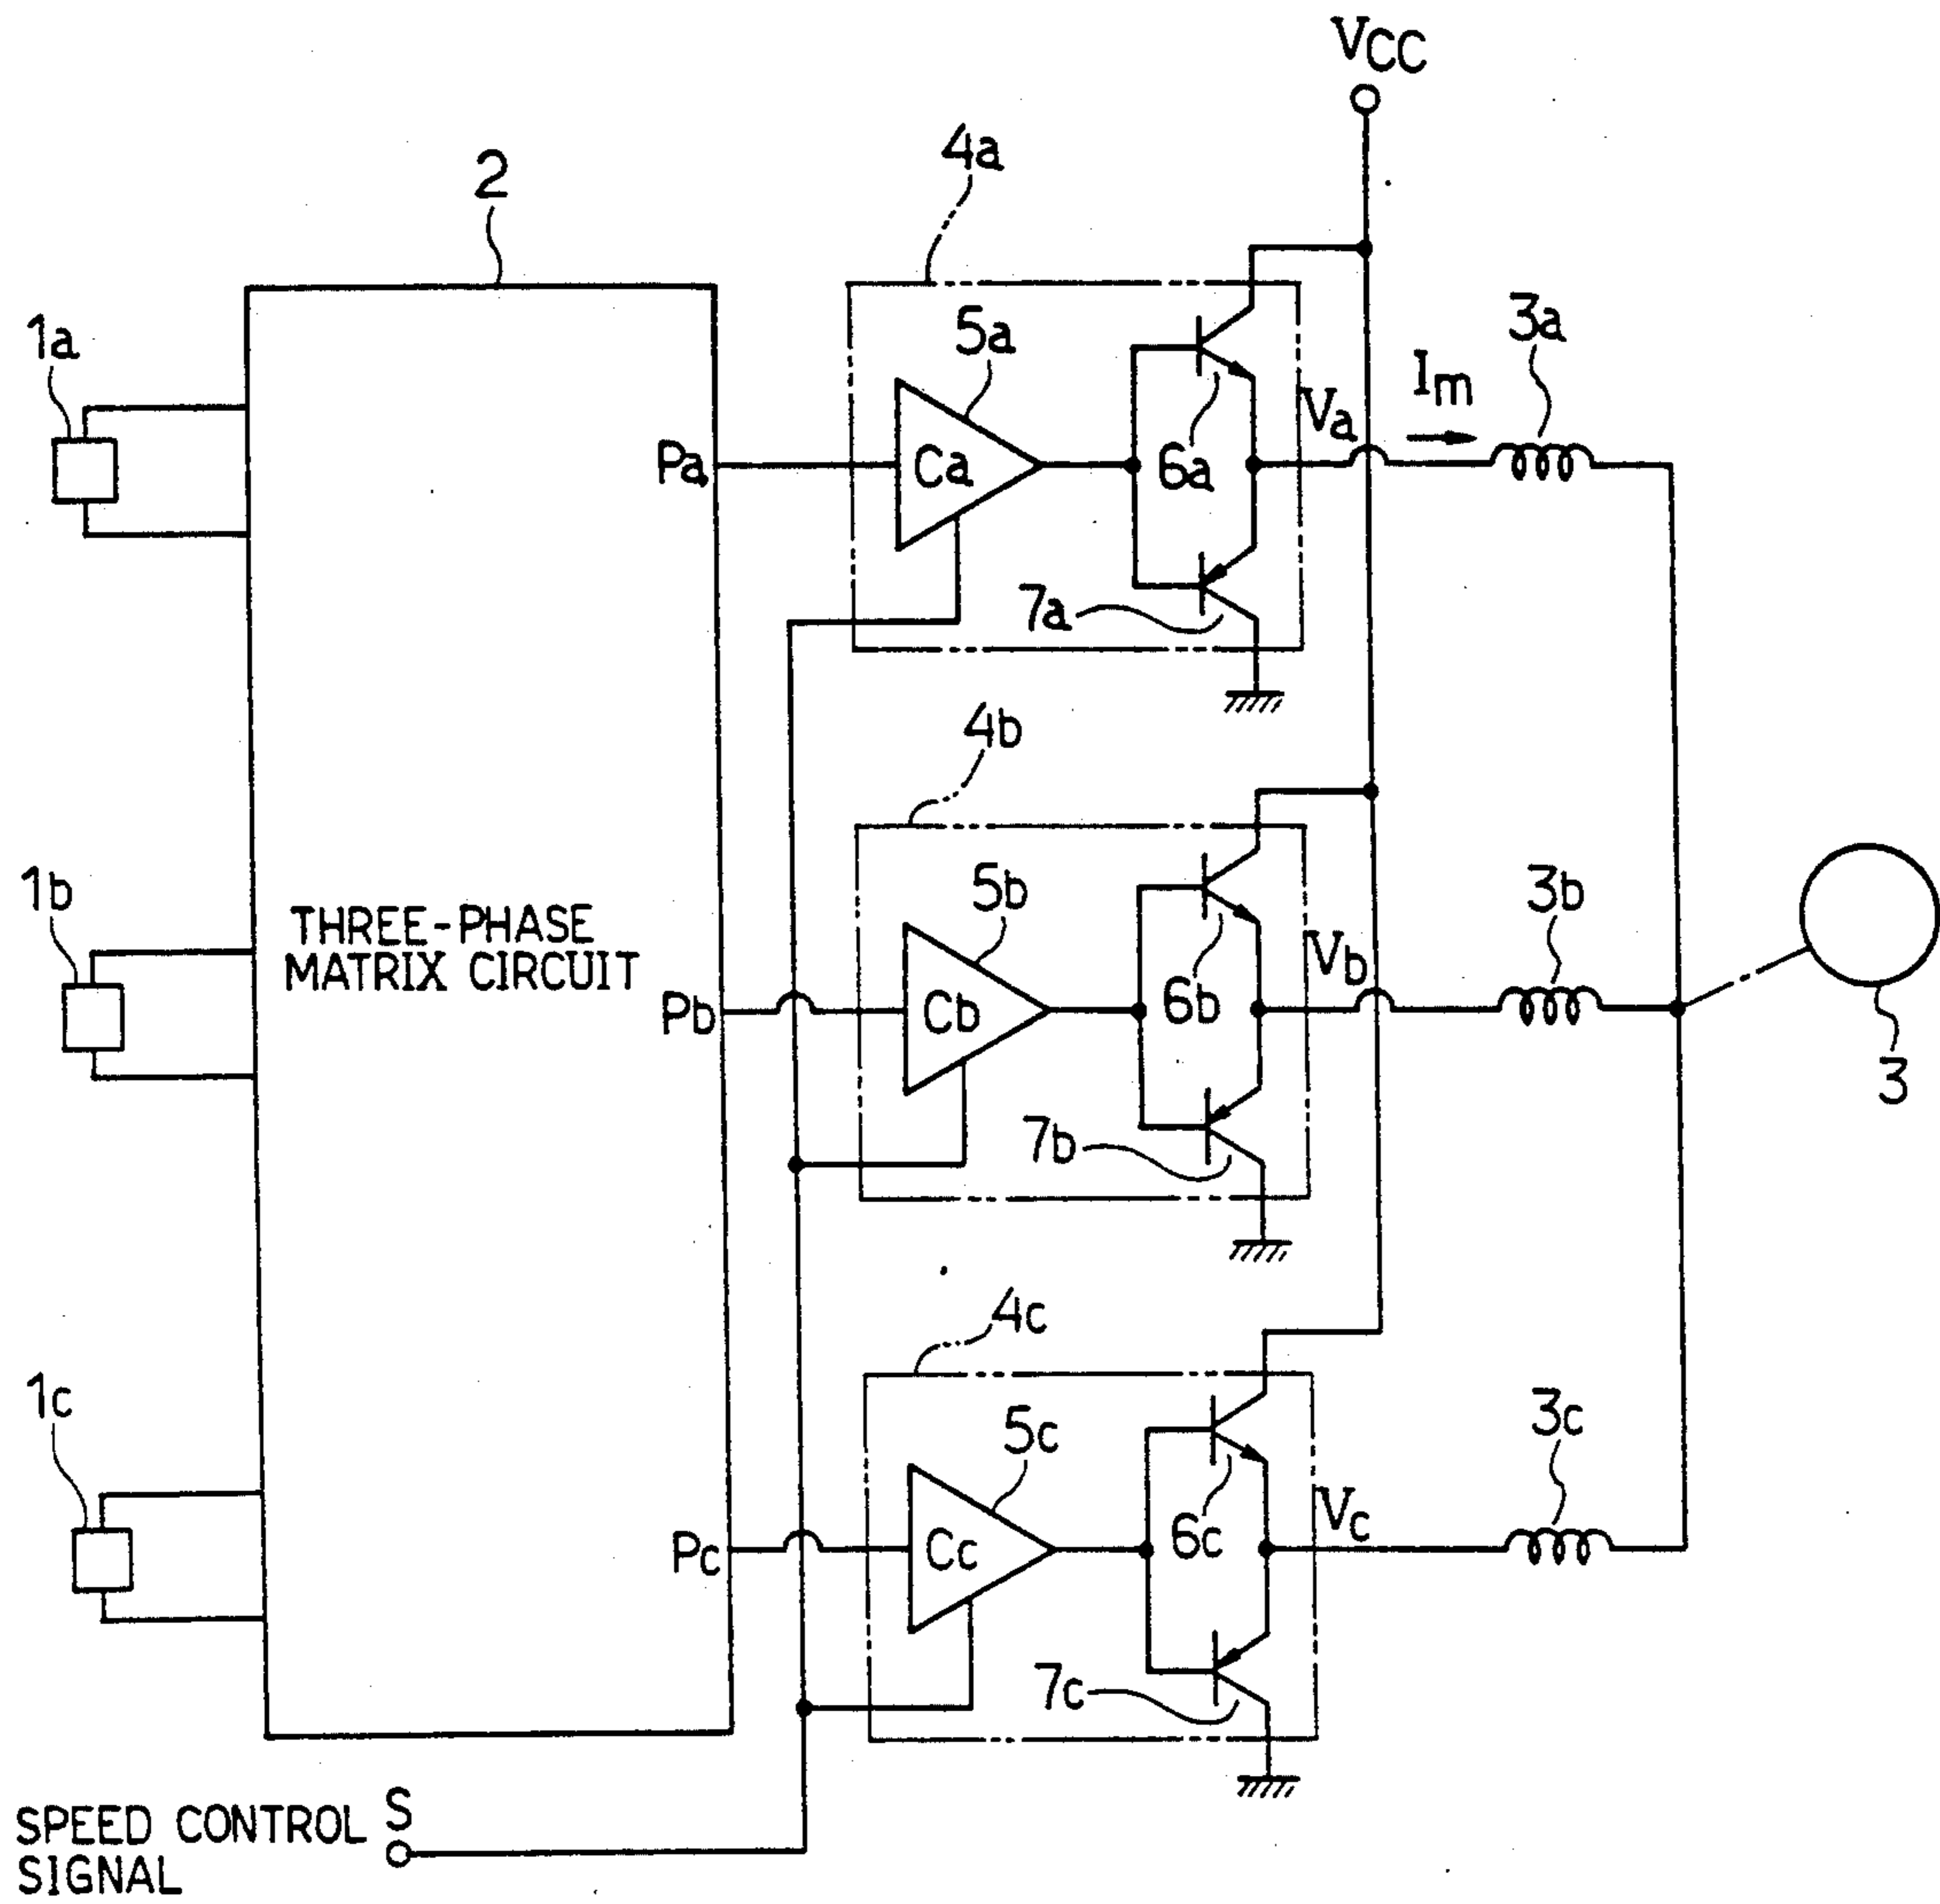 VCC
4a
2
3a
1a
5a
Im
Va
Pa
Ca
6a
7a
4b
1b
5b
3b
THREE-PHASE
MATRIX CIRCUIT
Vb
Pb
Cb
6b
3
7b
4c
1c
5c
3c
Vc
Pc
Cc
6c
7c
SPEED CONTROL S
SIGNAL